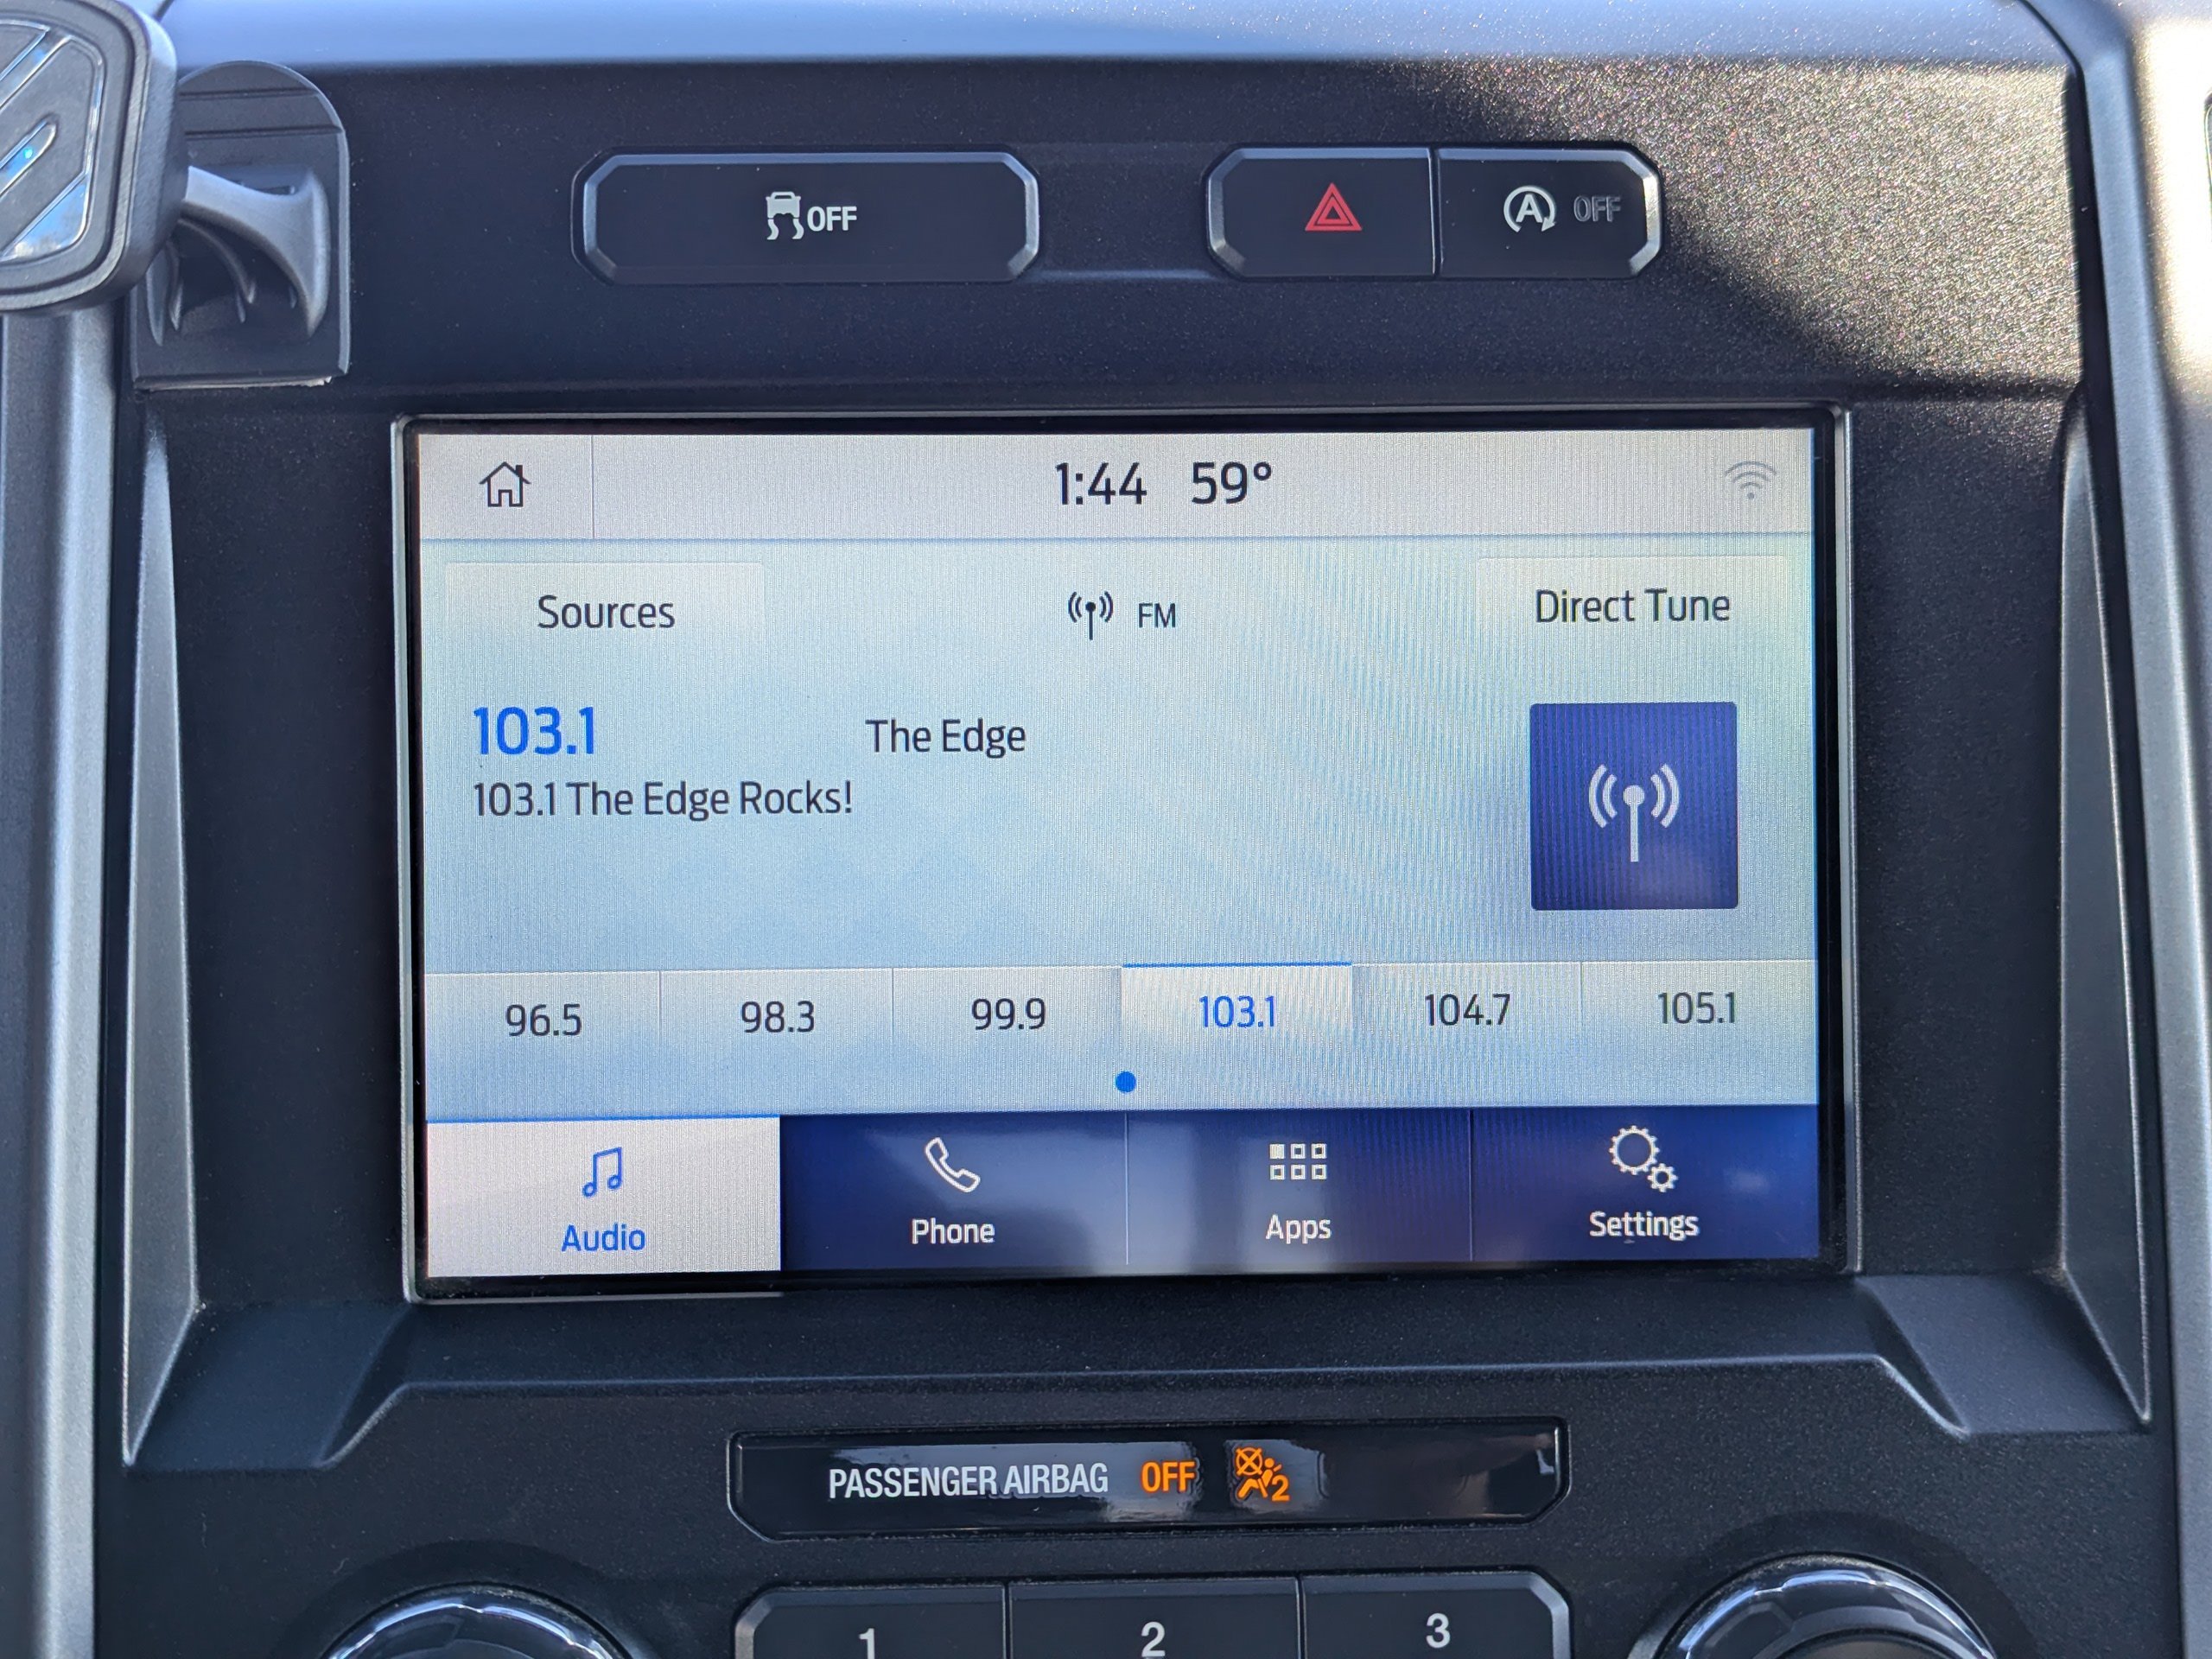 OFF
A OFF
1:44 59°
Sources FM Direct Tune
103.1 The Edge
103.1 The Edge Rocks!
96.5 98.3 99.9 103.1 104.7 105.1
Audio Phone Apps Settings
PASSENGER AIRBAG OFF 2
1 2 3